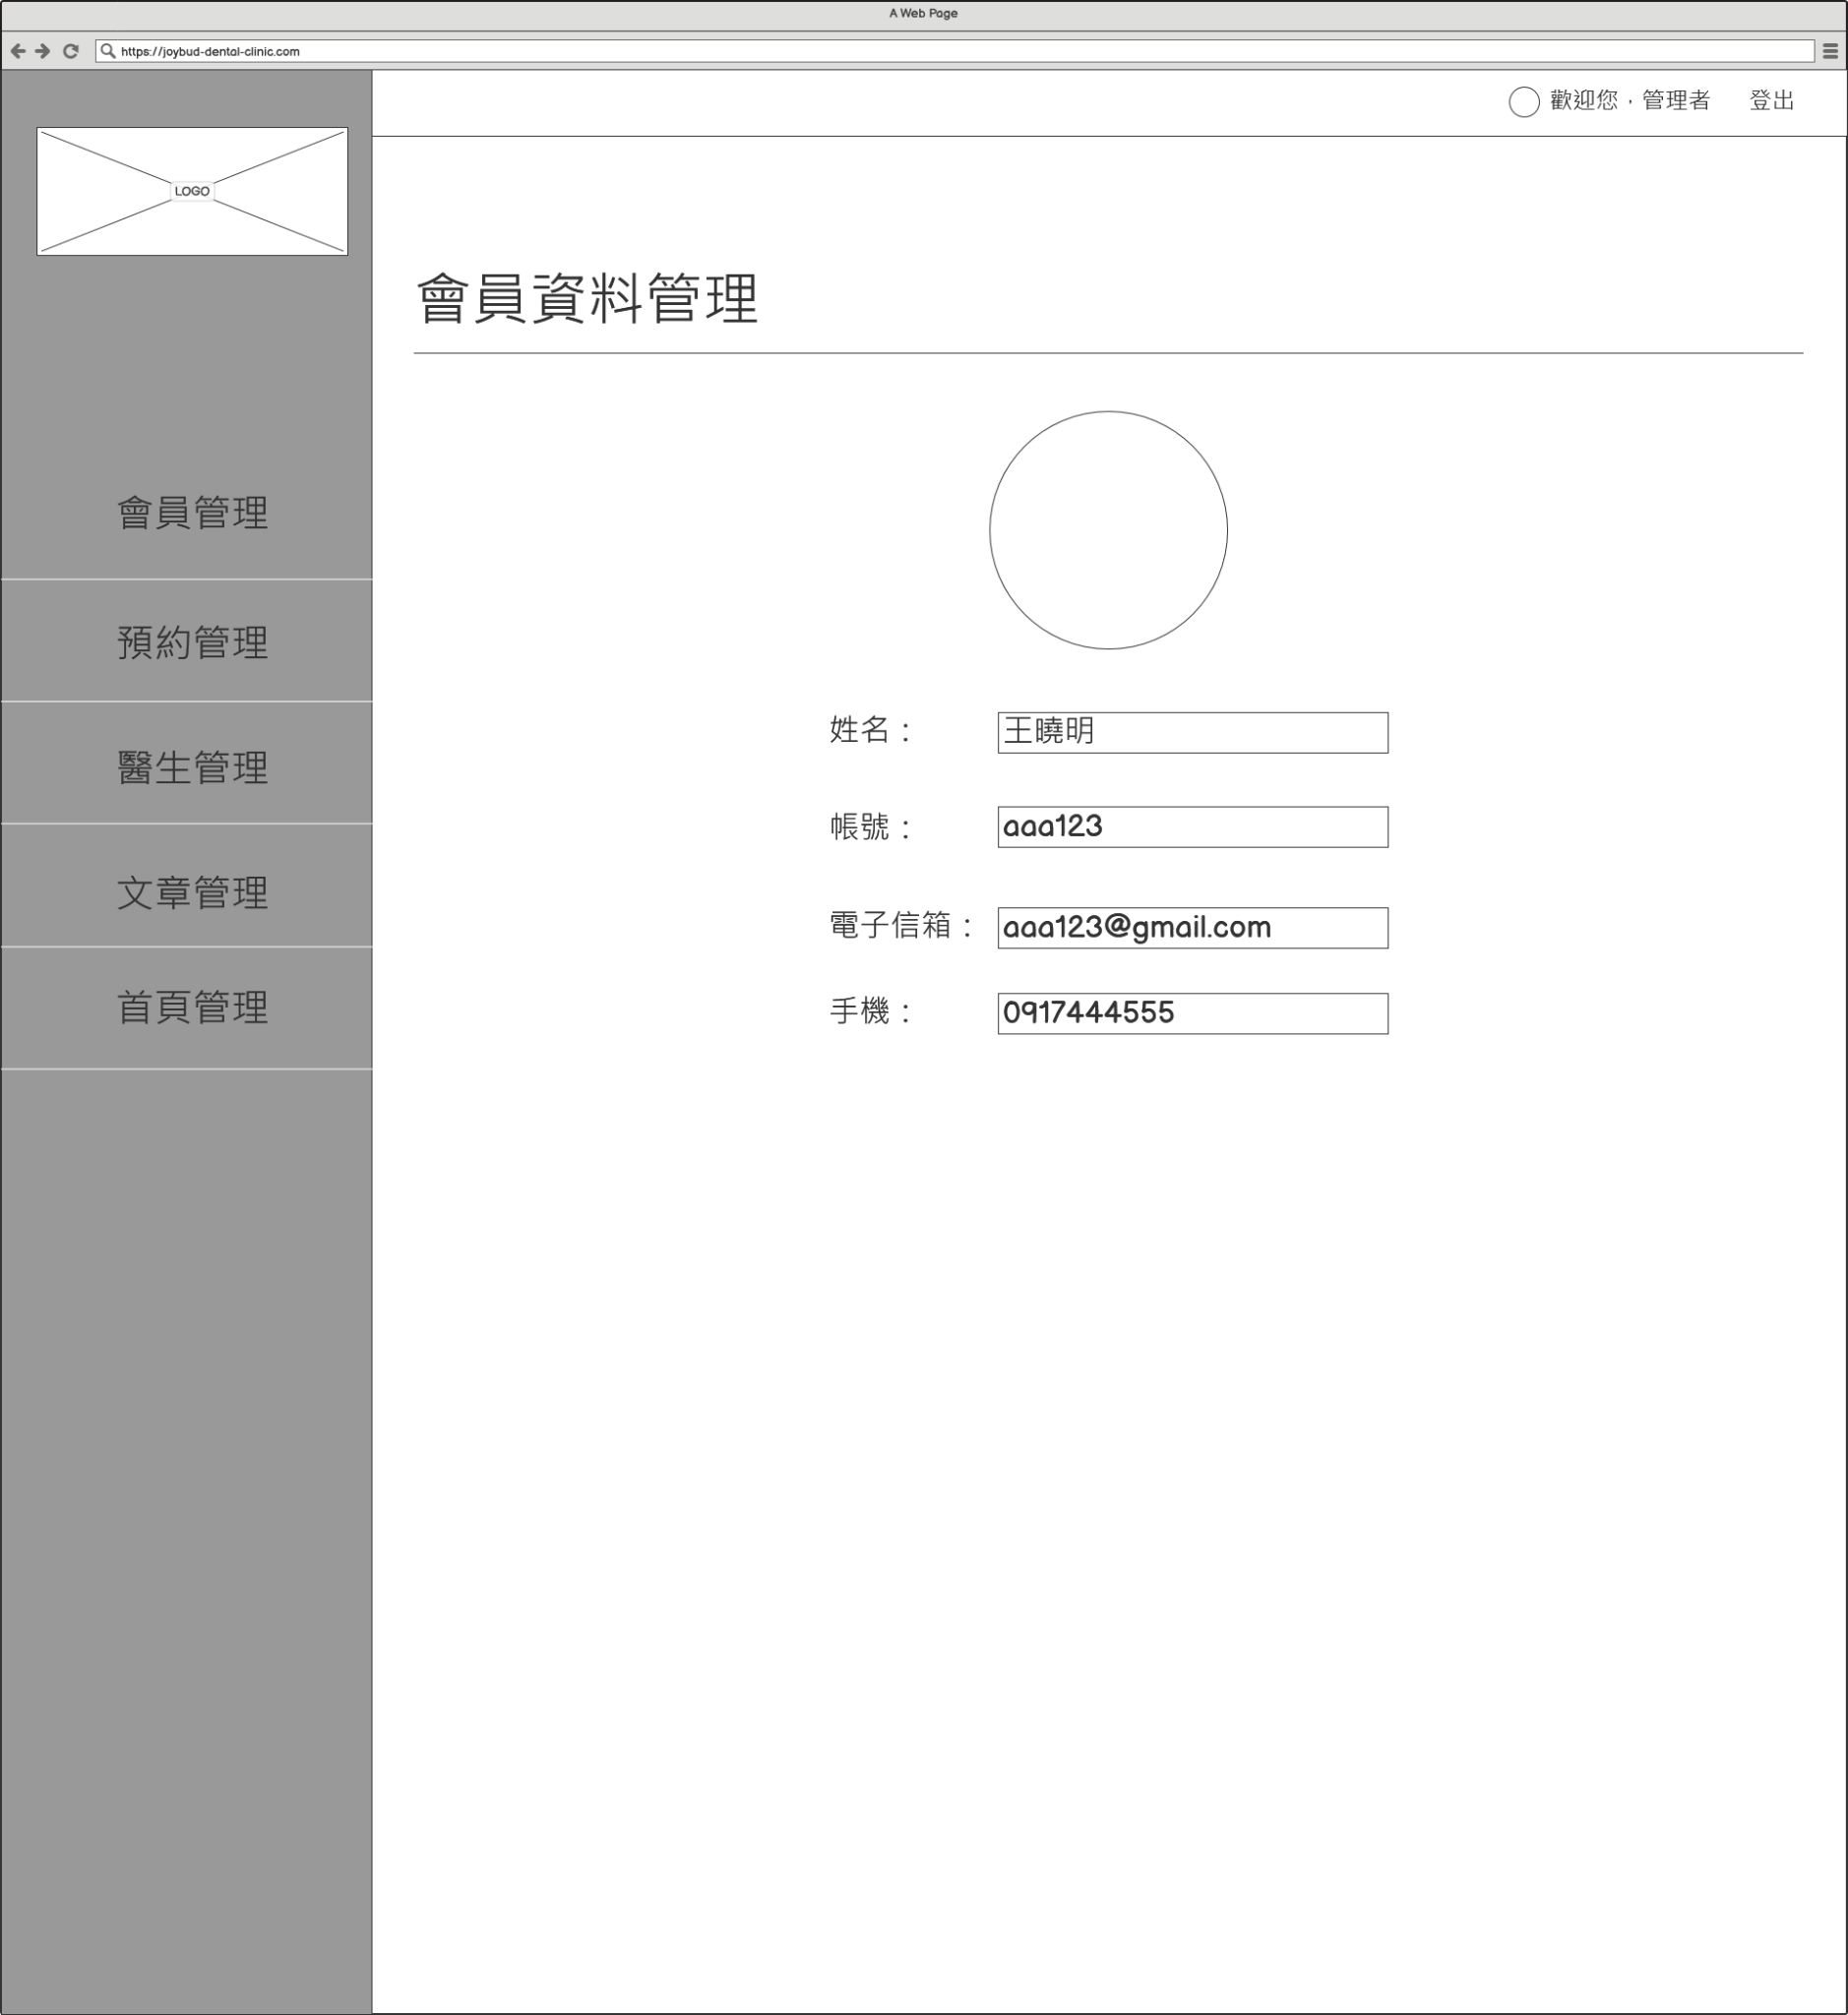 A Web Page
https://joybud-dental-clinic.com
歡迎您，管理者 登出
LOGO
會員資料管理
會員管理
預約管理
醫生管理
文章管理
首頁管理
姓名： 王曉明
帳號： aaa123
電子信箱： aaa123@gmail.com
手機： 0917444555